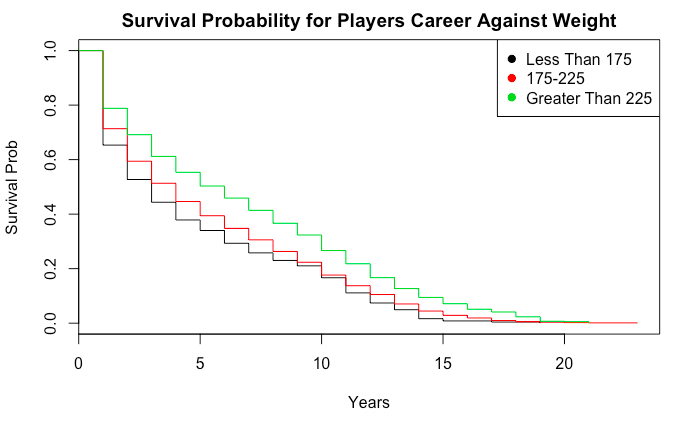 Survival Probability for Players Career Against Weight
Less Than 175
175-225
Greater Than 225
Survival Prob
1.0
0.8
0.6
0.4
0.2
0.0
0 5 10 15 20
Years